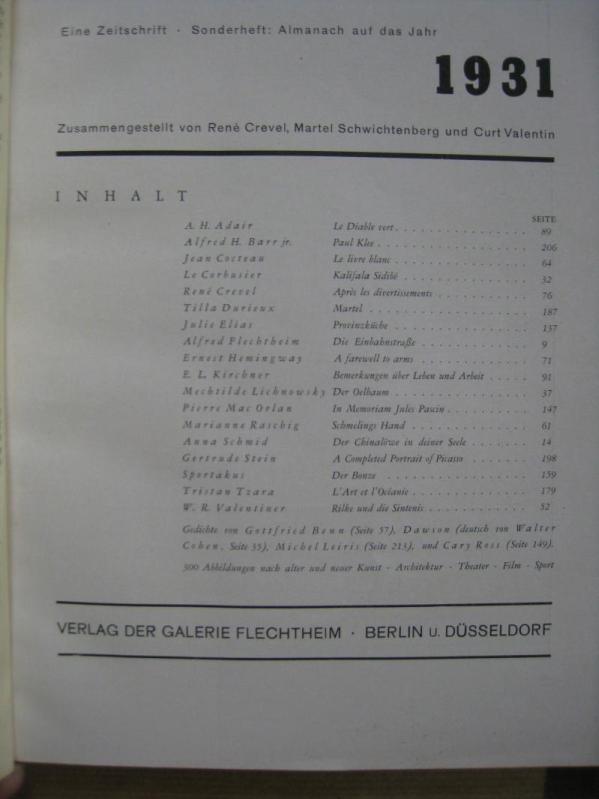 Eine Zeitschrift · Sonderheft: Almanach auf das Jahr
1931
Zusammengestellt von René Crevel, Martel Schwichtenberg und Curt Valentin
INHALT
SEITE
A. H. Adair Le Diable vert 89
Alfred H. Barr jr. Paul Klee 206
Jean Cocteau Le livre blanc 64
Le Corbusier Kalifala Sidibé 32
René Crevel Après les divertissements 76
Tilla Durieux Martel 187
Julie Elias Provinzküche 137
Alfred Flechtheim Die Einbahnstraße 9
Ernest Hemingway A farewell to arms 71
E. L. Kirchner Bemerkungen über Leben und Arbeit 91
Mechtilde Lichnowsky Der Oelbaum 37
Pierre Mac Orlan In Memoriam Jules Pascin 147
Marianne Raschig Schmelings Hand 61
Anna Schmid Der Chinalöwe in deiner Seele 14
Gertrude Stein A Completed Portrait of Picasso 198
Spartakus Der Bonze 159
Tristan Tzara L'Art et l'Océanie 179
W. R. Valentiner Rilke und die Sintenis 52
Gedichte von Gottfried Benn (Seite 57), Dawson (deutsch von Walter
Cohen, Seite 35), Michel Leiris (Seite 213), und Cary Ross (Seite 149).
300 Abbildungen nach alter und neuer Kunst · Architektur · Theater · Film · Sport
VERLAG DER GALERIE FLECHTHEIM · BERLIN U. DÜSSELDORF